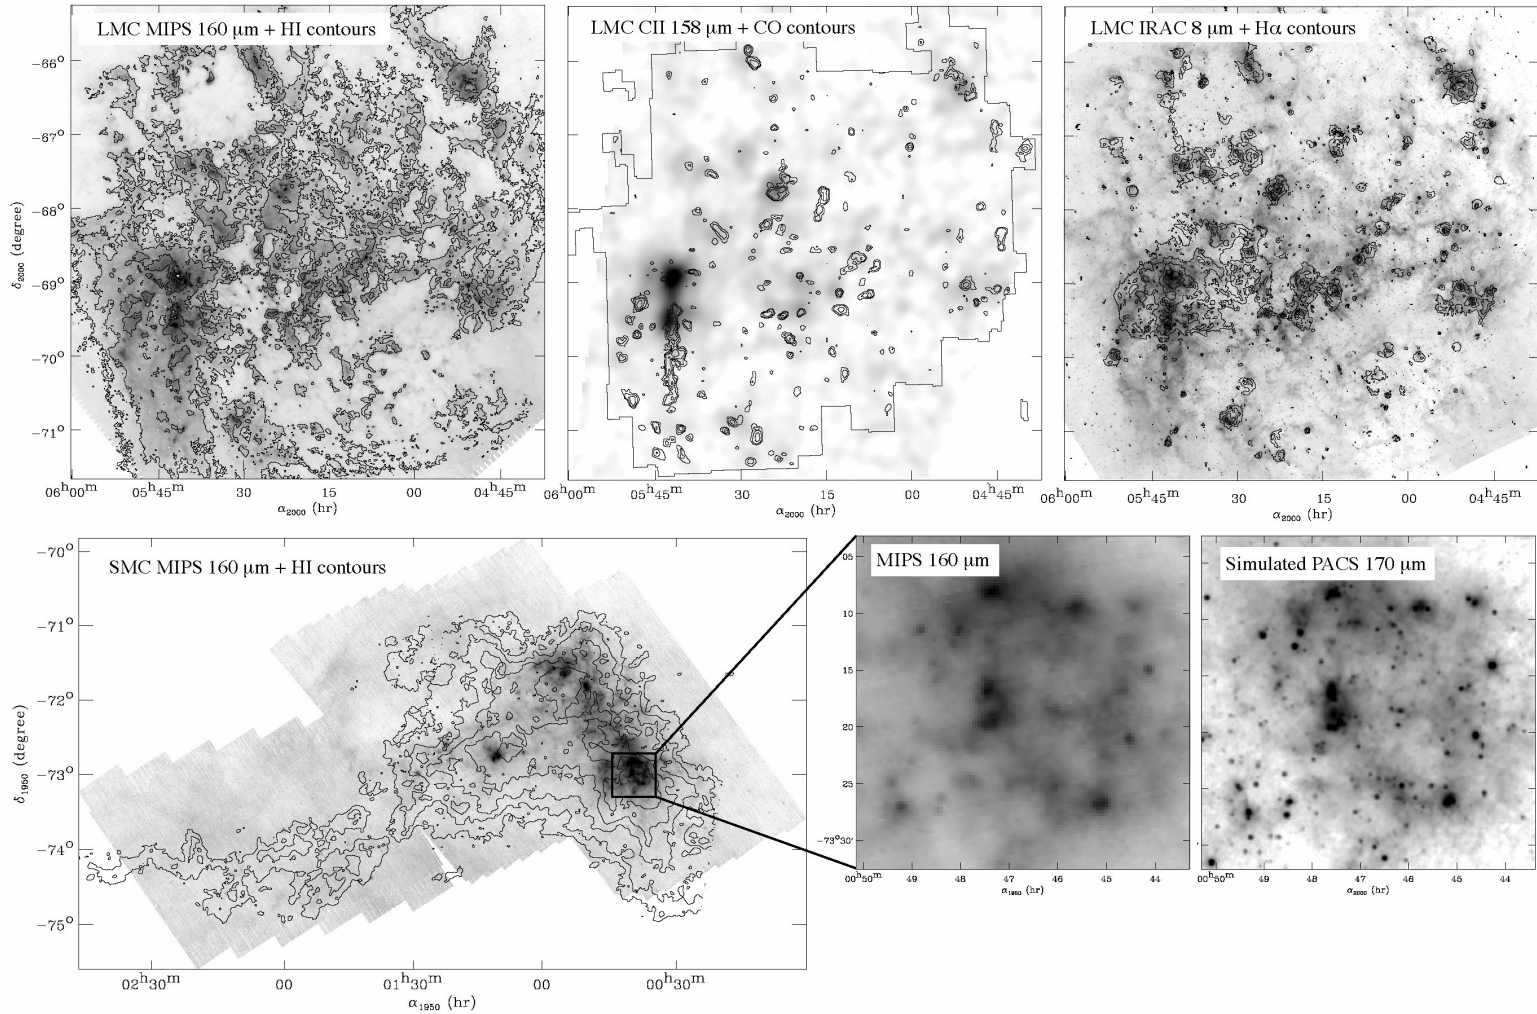 LMC MIPS 160 μm + HI contours
LMC CII 158 μm + CO contours
LMC IRAC 8 μm + Hα contours
−66°
−67°
−68°
−69°
−70°
−71°
δ2000 (degree)
06ʰ00ᵐ 05ʰ45ᵐ 30 15 00 04ʰ45ᵐ
α2000 (hr)
06ʰ00ᵐ 05ʰ45ᵐ 30 15 00 04ʰ45ᵐ
α2000 (hr)
06ʰ00ᵐ 05ʰ45ᵐ 30 15 00 04ʰ45ᵐ
α2000 (hr)
SMC MIPS 160 μm + HI contours
−70°
−71°
−72°
−73°
−74°
−75°
δ1950 (degree)
02ʰ30ᵐ 00 01ʰ30ᵐ 00 00ʰ30ᵐ
α1950 (hr)
MIPS 160 μm
05
10
15
20
25
−73°30'
00ʰ50ᵐ 49 48 47 46 45 44
α1950 (hr)
Simulated PACS 170 μm
00ʰ50ᵐ 49 48 47 46 45 44
α2000 (hr)